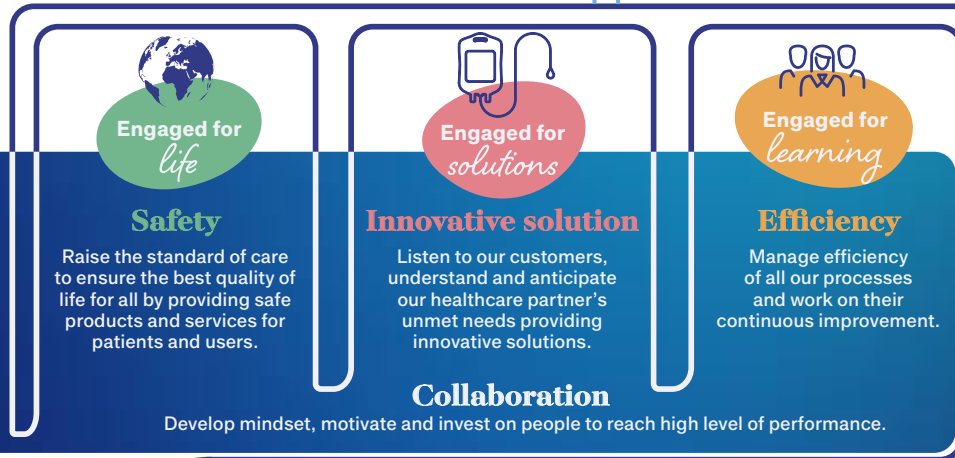 Engaged for
life
Safety
Raise the standard of care
to ensure the best quality of
life for all by providing safe
products and services for
patients and users.
Engaged for
solutions
Innovative solution
Listen to our customers,
understand and anticipate
our healthcare partner's
unmet needs providing
innovative solutions.
Engaged for
learning
Efficiency
Manage efficiency
of all our processes
and work on their
continuous improvement.
Collaboration
Develop mindset, motivate and invest on people to reach high level of performance.